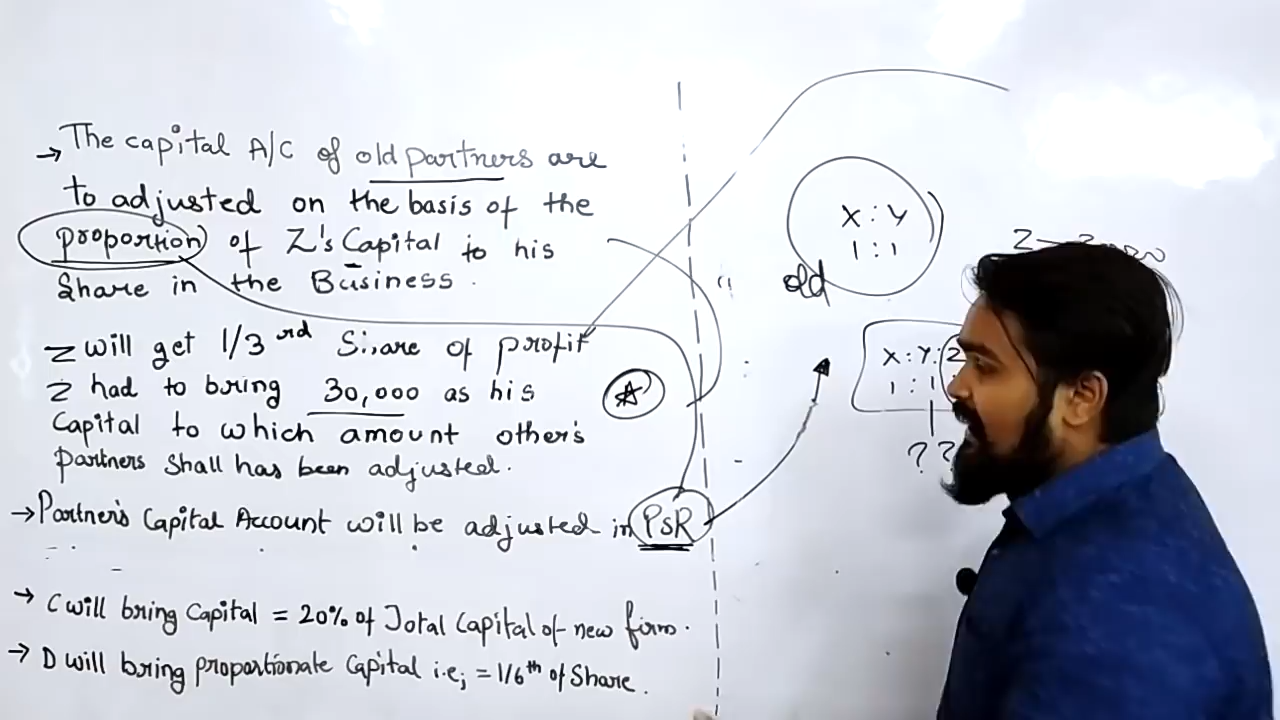 → The capital A/C of old partners are
to adjusted on the basis of the
proportion of Z's Capital to his
Share in the Business.
Z will get 1/3rd Share of profit
Z had to bring 30,000 as his
Capital to which amount other's
partners shall has been adjusted.
→ Partner's Capital Account will be adjusted in PSR
→ C will bring Capital = 20% of Total Capital of new firm.
→ D will bring proportionate Capital i.e; = 1/6th of Share.
X : Y
1 : 1
old
X : Y : Z
1 : 1 :
? ?